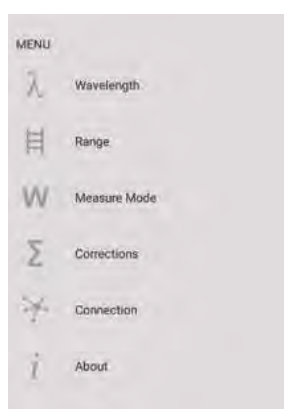 MENU
λ Wavelength
Range
W Measure Mode
Σ Corrections
Connection
i About